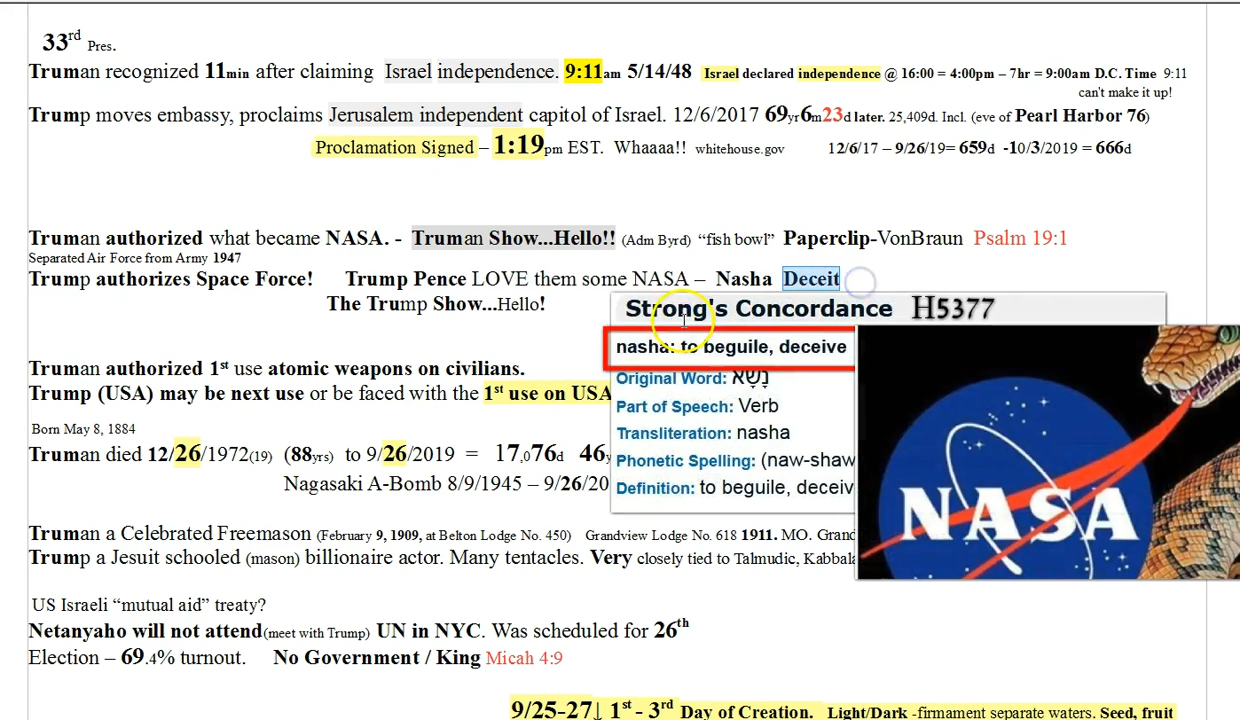 33rd Pres.
Truman recognized 11min after claiming Israel independence. 9:11am 5/14/48 Israel declared independence @ 16:00 = 4:00pm – 7hr = 9:00am D.C. Time 9:11
can't make it up!
Trump moves embassy, proclaims Jerusalem independent capitol of Israel. 12/6/2017 69yr6m23d later. 25,409d. Incl. (eve of Pearl Harbor 76)
Proclamation Signed – 1:19pm EST. Whaaaa!! whitehouse.gov 12/6/17 – 9/26/19= 659d -10/3/2019 = 666d
Truman authorized what became NASA. - Truman Show...Hello!! (Adm Byrd) “fish bowl” Paperclip-VonBraun Psalm 19:1
Separated Air Force from Army 1947
Trump authorizes Space Force! Trump Pence LOVE them some NASA – Nasha Deceit
The Trump Show...Hello!
Strong's Concordance H5377
nasha: to beguile, deceive
Original Word: נָשָׁא
Part of Speech: Verb
Transliteration: nasha
Phonetic Spelling: (naw-shaw
Definition: to beguile, deceiv
NASA
Truman authorized 1st use atomic weapons on civilians.
Trump (USA) may be next use or be faced with the 1st use on USA
Born May 8, 1884
Truman died 12/26/1972(19) (88yrs) to 9/26/2019 = 17,076d 46y
Nagasaki A-Bomb 8/9/1945 – 9/26/20
Truman a Celebrated Freemason (February 9, 1909, at Belton Lodge No. 450) Grandview Lodge No. 618 1911. MO. Grand
Trump a Jesuit schooled (mason) billionaire actor. Many tentacles. Very closely tied to Talmudic, Kabbala
US Israeli “mutual aid” treaty?
Netanyaho will not attend(meet with Trump) UN in NYC. Was scheduled for 26th
Election – 69.4% turnout. No Government / King Micah 4:9
9/25-27↓ 1st - 3rd Day of Creation. Light/Dark -firmament separate waters. Seed, fruit